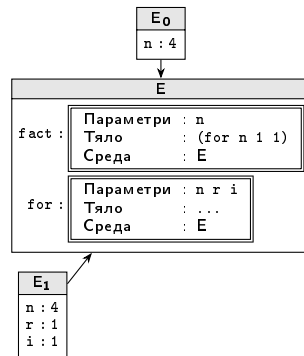 E0
n : 4
E
fact :
Параметри : n
Тяло : (for n 1 1)
Среда : E
for :
Параметри : n r i
Тяло : ...
Среда : E
E1
n : 4
r : 1
i : 1